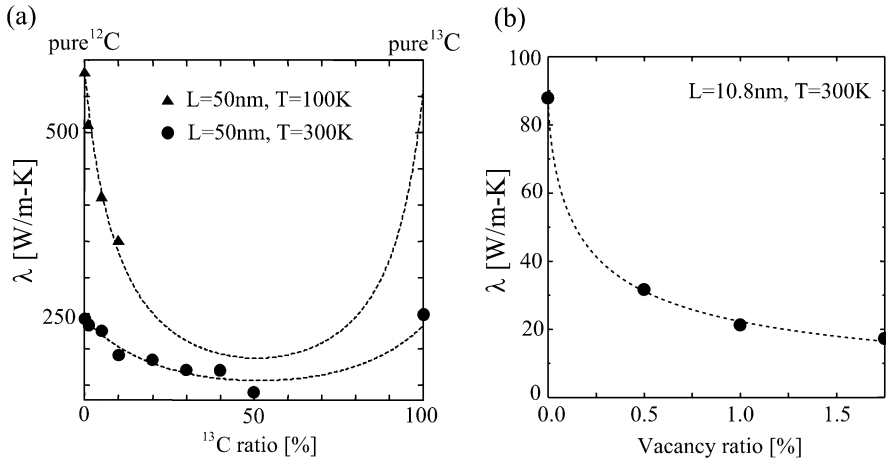 (a)
pure¹²C
pure¹³C
▲ L=50nm, T=100K
● L=50nm, T=300K
500
250
λ [W/m-K]
0
50
100
¹³C ratio [%]
(b)
L=10.8nm, T=300K
100
80
60
40
20
0
λ [W/m-K]
0.0
0.5
1.0
1.5
Vacancy ratio [%]